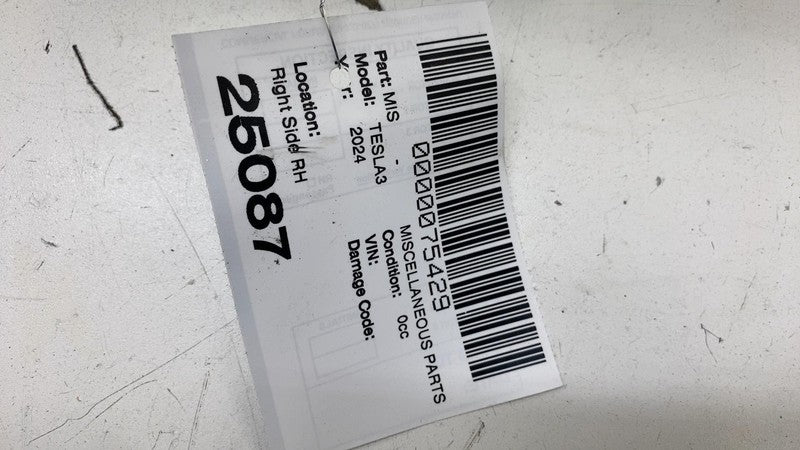 0000075429
Part: MIS - MISCELLANEOUS PARTS
Model: TESLA3 Condition: 0cc
2024 VIN:
Damage Code:
Location:
Right Side RH
25087